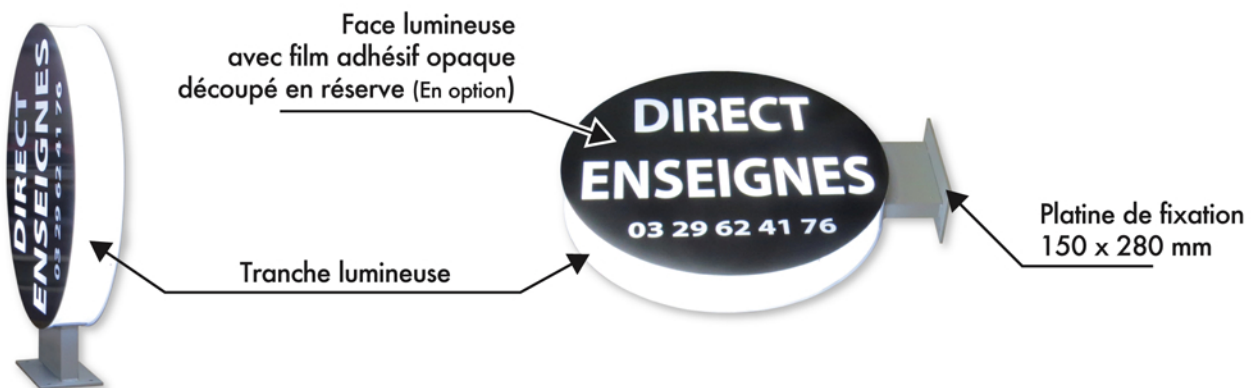 Face lumineuse
avec film adhésif opaque
découpé en réserve (En option)
DIRECT
ENSEIGNES
03 29 62 41 76
DIRECT
ENSEIGNES
03 29 62 41 76
Platine de fixation
150 x 280 mm
Tranche lumineuse